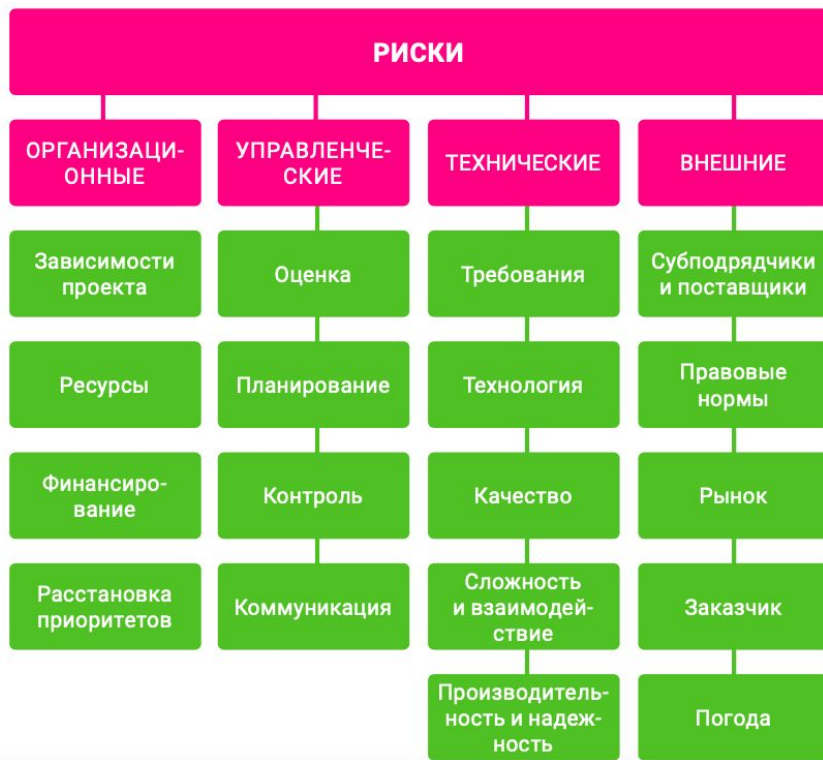 РИСКИ
ОРГАНИЗАЦИ-
ОННЫЕ
УПРАВЛЕНЧЕ-
СКИЕ
ТЕХНИЧЕСКИЕ
ВНЕШНИЕ
Зависимости
проекта
Оценка
Требования
Субподрядчики
и поставщики
Ресурсы
Планирование
Технология
Правовые
нормы
Финансиро-
вание
Контроль
Качество
Рынок
Расстановка
приоритетов
Коммуникация
Сложность
и взаимодей-
ствие
Заказчик
Производитель-
ность и надеж-
ность
Погода